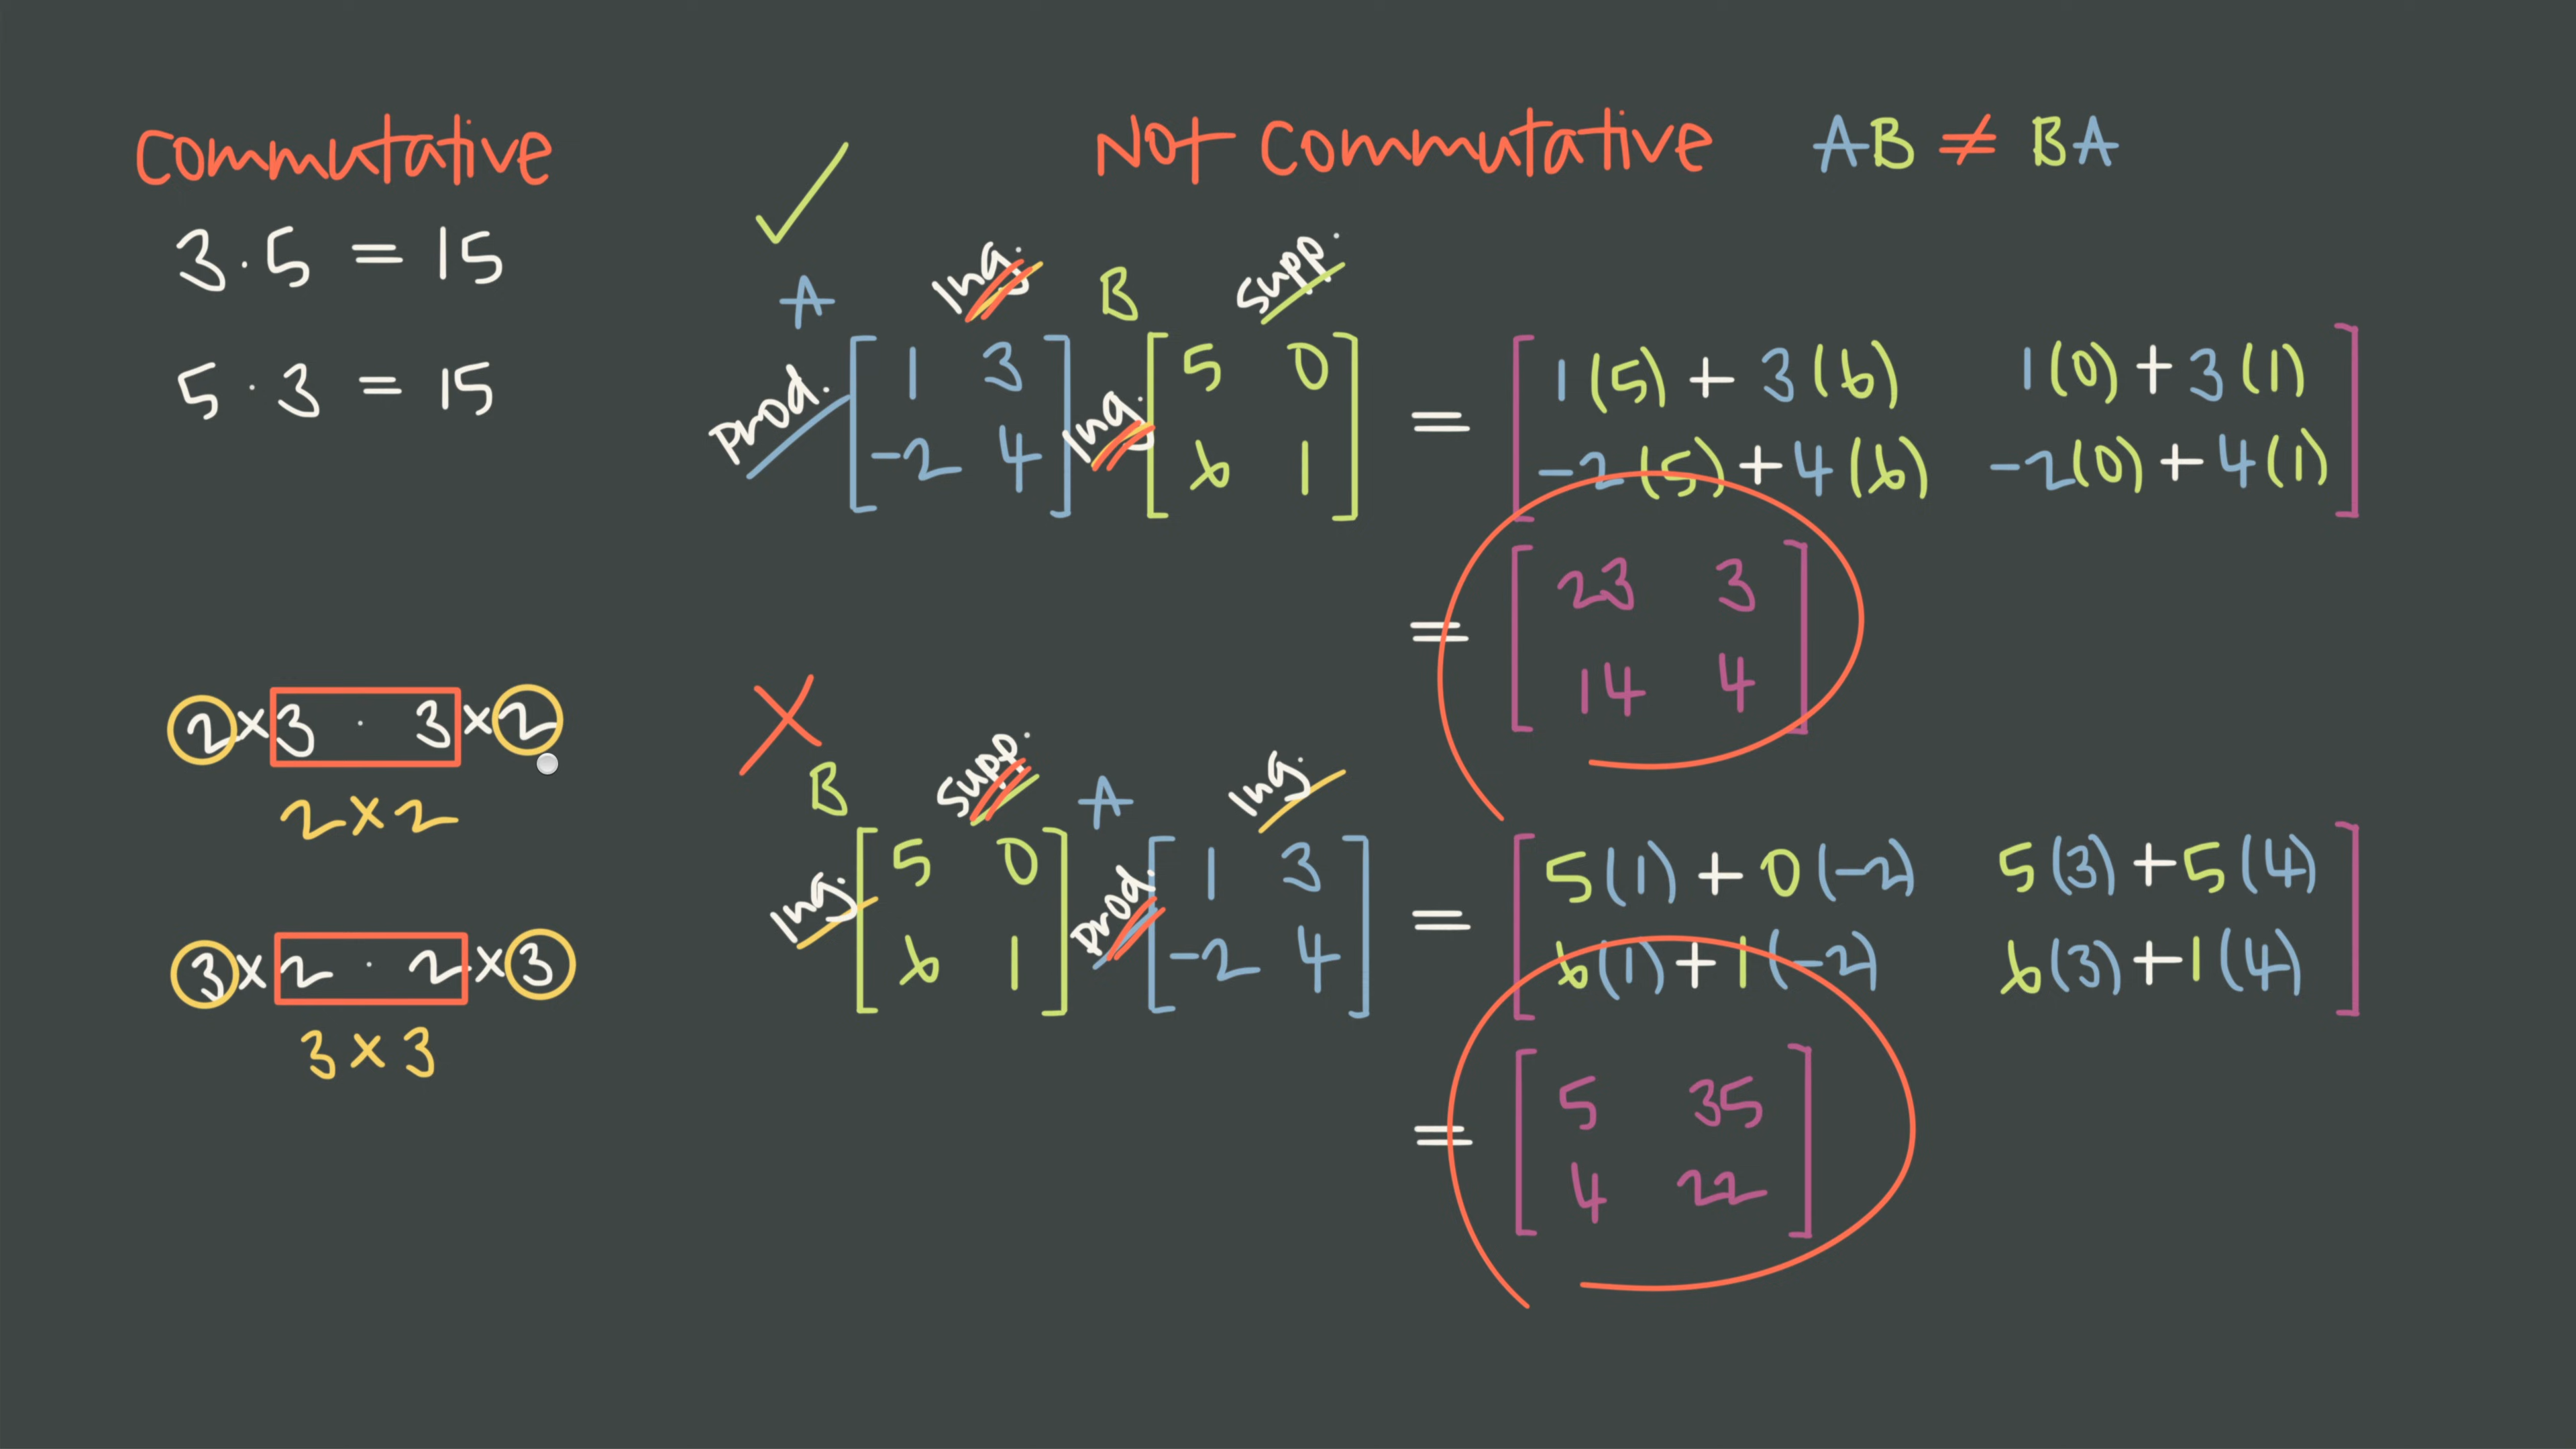 Commutative
3 · 5 = 15
5 · 3 = 15
2 × 3 · 3 × 2
2 × 2
3 × 2 · 2 × 3
3 × 3
Not Commutative AB ≠ BA
Ing. Supp.
A B
Prod. [1 3] Ing. [5 0] = [1(5) + 3(6) 1(0) + 3(1)]
[-2 4] [6 1] [-2(5) + 4(6) -2(0) + 4(1)]
= [23 3]
[14 4]
Supp. Ing.
B A
Ing. [5 0] Prod. [1 3] = [5(1) + 0(-2) 5(3) + 5(4)]
[6 1] [-2 4] [6(1) + 1(-2) 6(3) + 1(4)]
= [5 35]
[4 22]